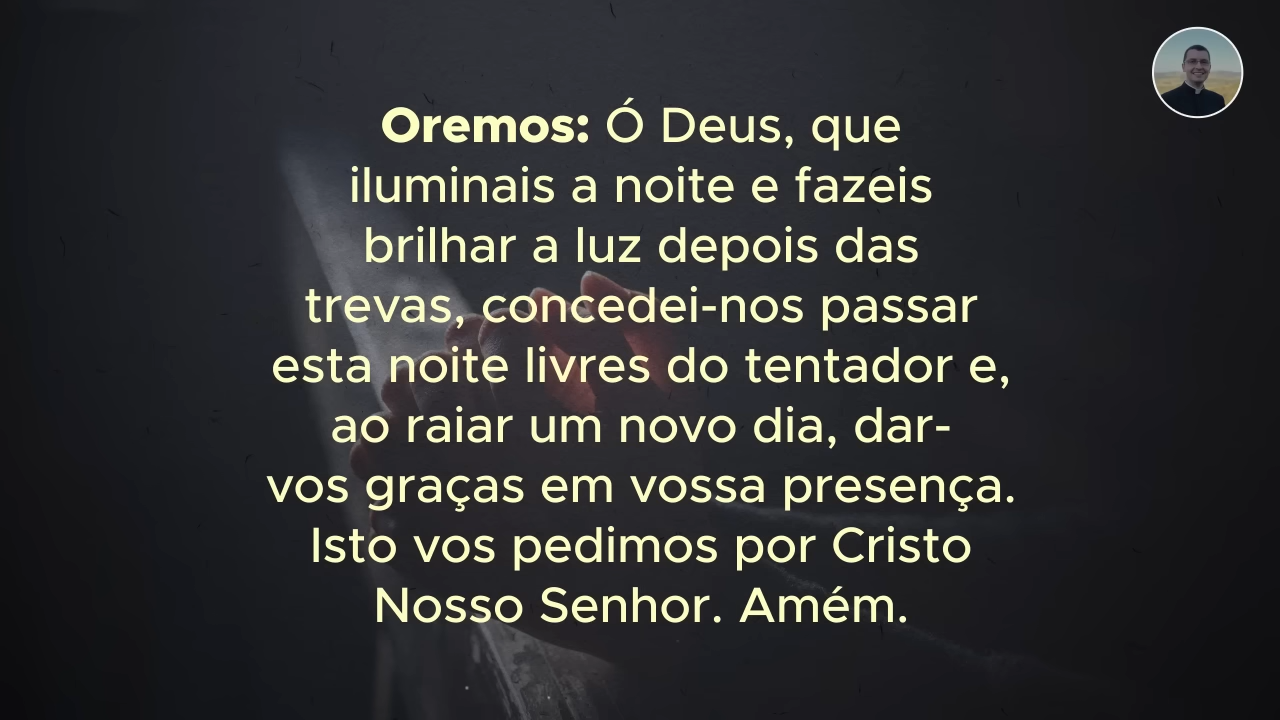 Oremos: Ó Deus, que
iluminais a noite e fazeis
brilhar a luz depois das
trevas, concedei-nos passar
esta noite livres do tentador e,
ao raiar um novo dia, dar-
vos graças em vossa presença.
Isto vos pedimos por Cristo
Nosso Senhor. Amém.